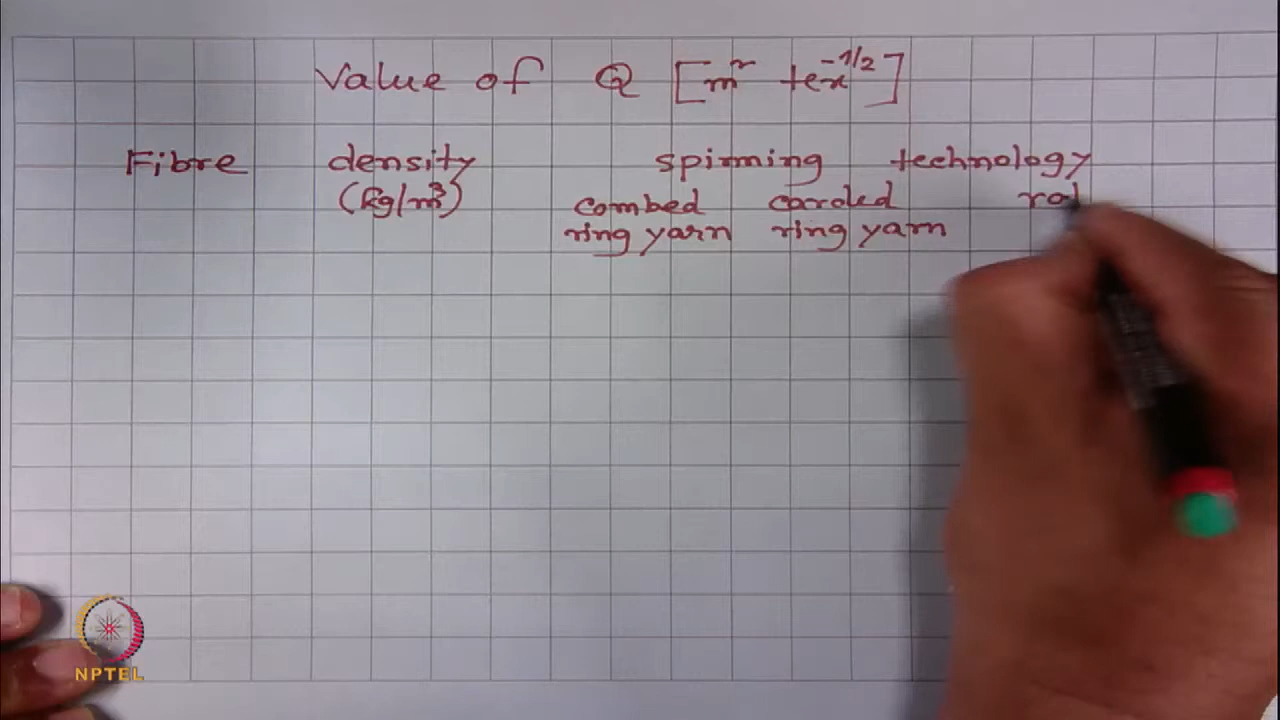 Value of Q [m² tex^-1/2]
Fibre density spinning technology
(kg/m³) combed carded
ring yarn ring yarn
NPTEL